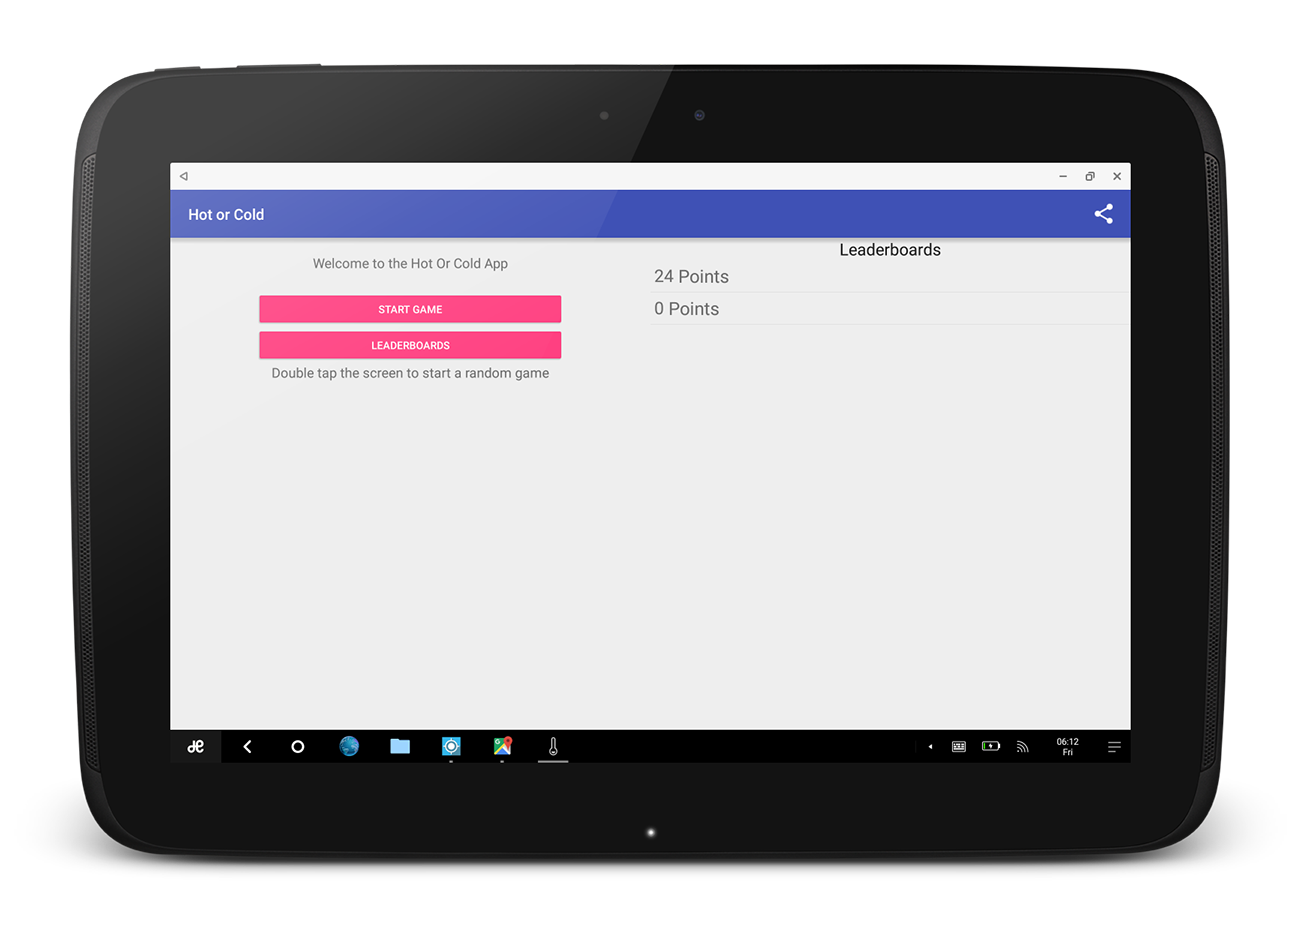 Hot or Cold
Welcome to the Hot Or Cold App
START GAME
LEADERBOARDS
Double tap the screen to start a random game
Leaderboards
24 Points
0 Points
06:12
Fri